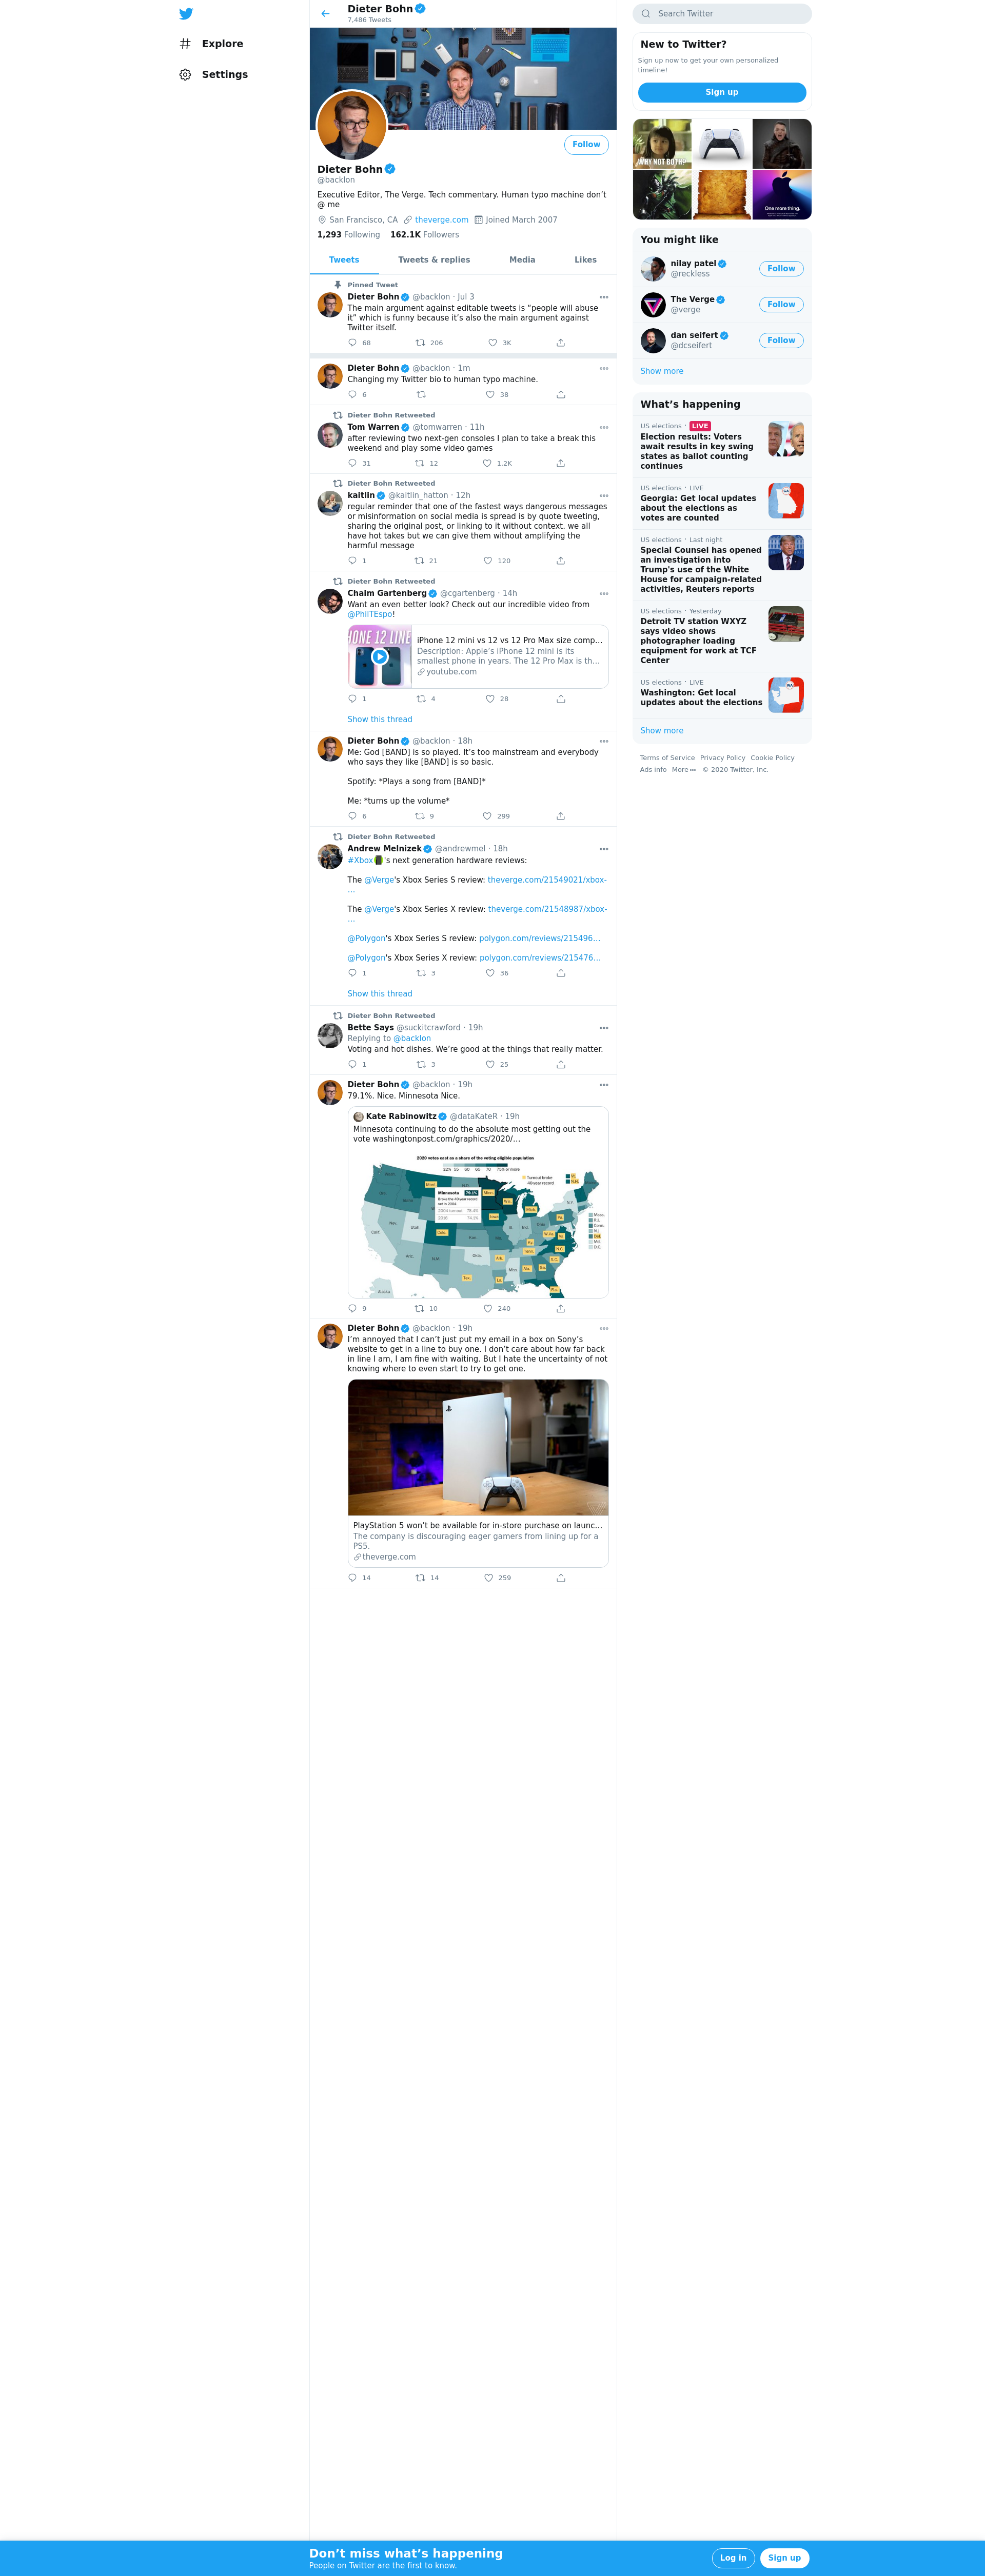 Explore
Settings
Dieter Bohn
7,486 Tweets
Follow
Dieter Bohn
@backlon
Executive Editor, The Verge. Tech commentary. Human typo machine don’t
@ me
San Francisco, CA theverge.com Joined March 2007
1,293 Following 162.1K Followers
Tweets Tweets & replies Media Likes
Pinned Tweet
Dieter Bohn @backlon · Jul 3
The main argument against editable tweets is “people will abuse
it” which is funny because it’s also the main argument against
Twitter itself.
68 206 3K
Dieter Bohn @backlon · 1m
Changing my Twitter bio to human typo machine.
6 38
Dieter Bohn Retweeted
Tom Warren @tomwarren · 11h
after reviewing two next-gen consoles I plan to take a break this
weekend and play some video games
31 12 1.2K
Dieter Bohn Retweeted
kaitlin @kaitlin_hatton · 12h
regular reminder that one of the fastest ways dangerous messages
or misinformation on social media is spread is by quote tweeting,
sharing the original post, or linking to it without context. we all
have hot takes but we can give them without amplifying the
harmful message
1 21 120
Dieter Bohn Retweeted
Chaim Gartenberg @cgartenberg · 14h
Want an even better look? Check out our incredible video from
@PhilTEspo!
IONE 12 LINE
iPhone 12 mini vs 12 vs 12 Pro Max size comp...
Description: Apple’s iPhone 12 mini is its
smallest phone in years. The 12 Pro Max is th...
youtube.com
1 4 28
Show this thread
Dieter Bohn @backlon · 18h
Me: God [BAND] is so played. It’s too mainstream and everybody
who says they like [BAND] is so basic.
Spotify: *Plays a song from [BAND]*
Me: *turns up the volume*
6 9 299
Dieter Bohn Retweeted
Andrew Melnizek @andrewmel · 18h
#Xbox's next generation hardware reviews:
The @Verge's Xbox Series S review: theverge.com/21549021/xbox-
…
The @Verge's Xbox Series X review: theverge.com/21548987/xbox-
…
@Polygon's Xbox Series S review: polygon.com/reviews/215496…
@Polygon's Xbox Series X review: polygon.com/reviews/215476…
1 3 36
Show this thread
Dieter Bohn Retweeted
Bette Says @suckitcrawford · 19h
Replying to @backlon
Voting and hot dishes. We’re good at the things that really matter.
1 3 25
Dieter Bohn @backlon · 19h
79.1%. Nice. Minnesota Nice.
Kate Rabinowitz @dataKateR · 19h
Minnesota continuing to do the absolute most getting out the
vote washingtonpost.com/graphics/2020/…
2020 votes cast as a share of the voting eligible population
Minnesota 79.1%
9 10 240
Dieter Bohn @backlon · 19h
I’m annoyed that I can’t just put my email in a box on Sony’s
website to get in a line to buy one. I don’t care about how far back
in line I am, I am fine with waiting. But I hate the uncertainty of not
knowing where to even start to try to get one.
PlayStation 5 won’t be available for in-store purchase on launc...
The company is discouraging eager gamers from lining up for a
PS5.
theverge.com
14 14 259
Search Twitter
New to Twitter?
Sign up now to get your own personalized
timeline!
Sign up
WHY NOT BOTH?
One more thing.
You might like
nilay patel
@reckless
Follow
The Verge
@verge
Follow
dan seifert
@dcseifert
Follow
Show more
What’s happening
US elections · LIVE
Election results: Voters
await results in key swing
states as ballot counting
continues
US elections · LIVE
Georgia: Get local updates
about the elections as
votes are counted
US elections · Last night
Special Counsel has opened
an investigation into
Trump's use of the White
House for campaign-related
activities, Reuters reports
US elections · Yesterday
Detroit TV station WXYZ
says video shows
photographer loading
equipment for work at TCF
Center
US elections · LIVE
Washington: Get local
updates about the elections
Show more
Terms of Service Privacy Policy Cookie Policy
Ads info More © 2020 Twitter, Inc.
Don’t miss what’s happening
People on Twitter are the first to know.
Log in
Sign up